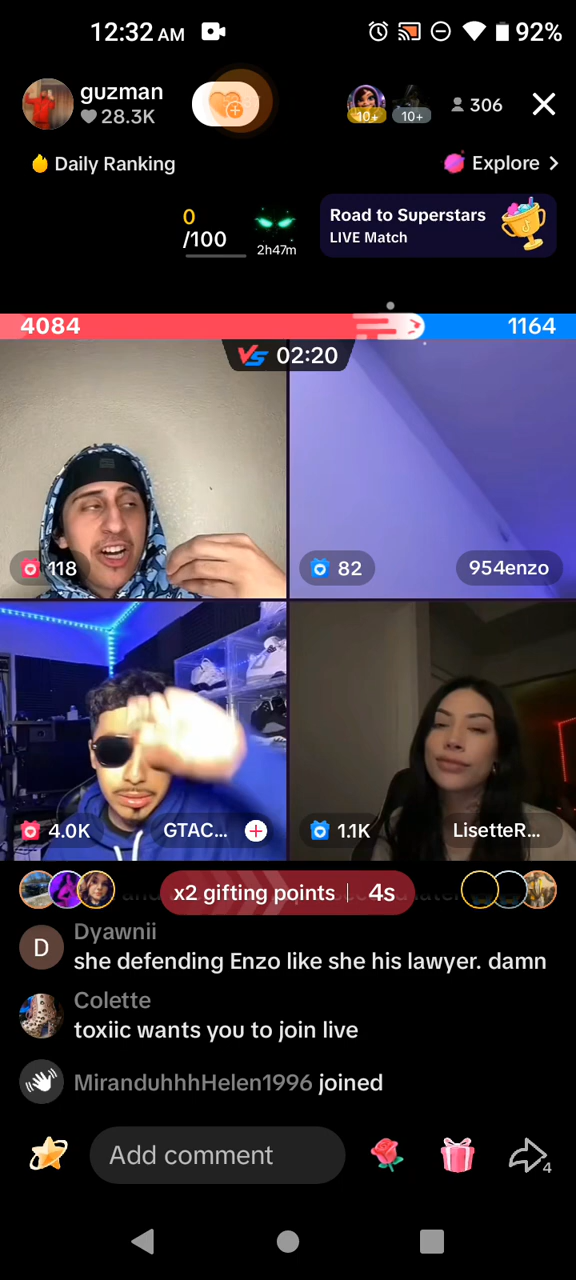 12:32 AM
92%
guzman
28.3K
10+
10+
306
Daily Ranking
Explore
0
/100
2h47m
Road to Superstars
LIVE Match
4084
1164
VS 02:20
118
82
954enzo
4.0K
GTAC...
1.1K
LisetteR...
x2 gifting points
4s
Dyawnii
D
she defending Enzo like she his lawyer. damn
Colette
toxiic wants you to join live
MiranduhhhHelen1996 joined
Add comment
4